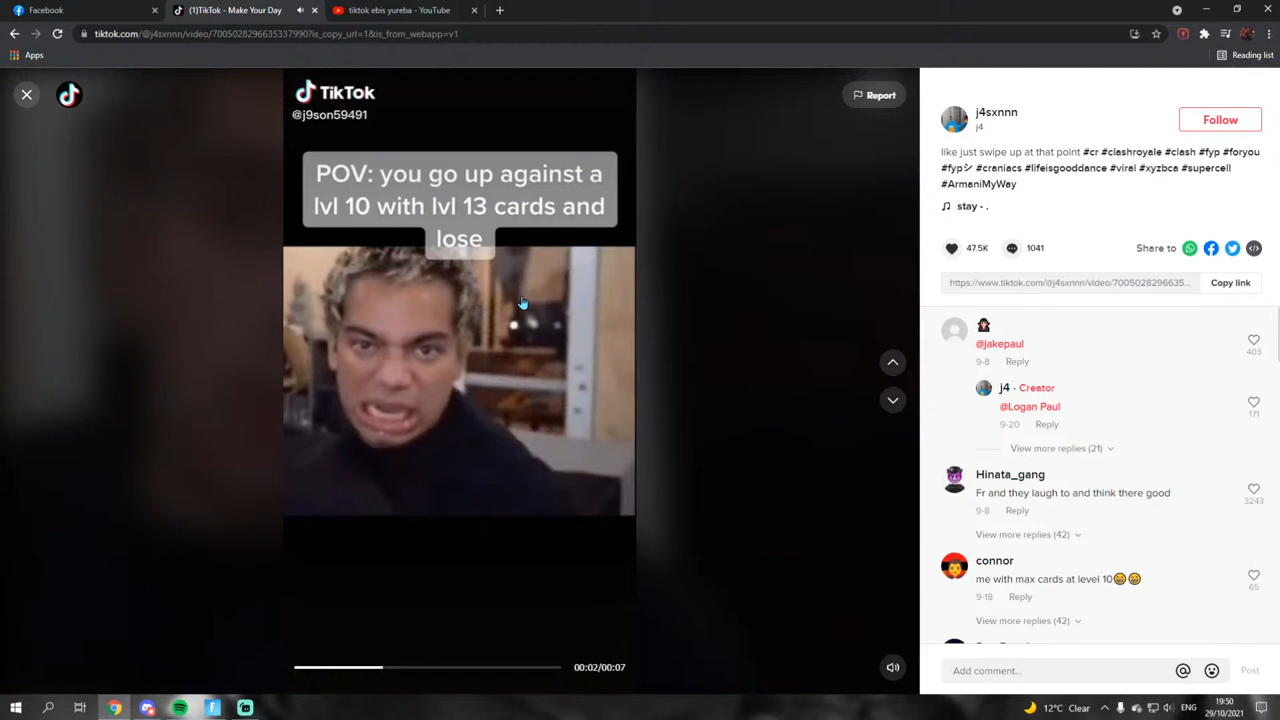 Facebook
(1)TikTok - Make Your Day
tiktok ebis yureba - YouTube
tiktok.com/@j4sxnnn/video/7005028296635337990?is_copy_url=1&is_from_webapp=v1
Apps
Reading list
TikTok
@j9son59491
Report
POV: you go up against a
lvl 10 with lvl 13 cards and
lose
00:02/00:07
j4sxnnn
j4
Follow
like just swipe up at that point #cr #clashroyale #clash #fyp #foryou
#fypシ #craniacs #lifeisgooddance #viral #xyzbca #supercell
#ArmaniMyWay
stay - .
47.5K
1041
Share to
https://www.tiktok.com/@j4sxnnn/video/7005028296635...
Copy link
@jakepaul
9-8 Reply
403
j4 · Creator
@Logan Paul
9-20 Reply
171
View more replies (21)
Hinata_gang
Fr and they laugh to and think there good
9-8 Reply
3243
View more replies (42)
connor
me with max cards at level 10😁😁
9-18 Reply
65
View more replies (42)
Add comment...
Post
12°C Clear
ENG
19:50
29/10/2021